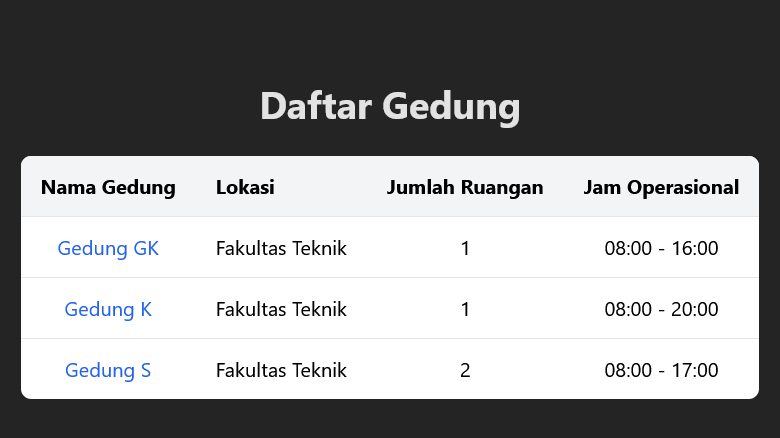 Daftar Gedung
Nama Gedung Lokasi Jumlah Ruangan Jam Operasional
Gedung GK Fakultas Teknik 1 08:00 - 16:00
Gedung K Fakultas Teknik 1 08:00 - 20:00
Gedung S Fakultas Teknik 2 08:00 - 17:00